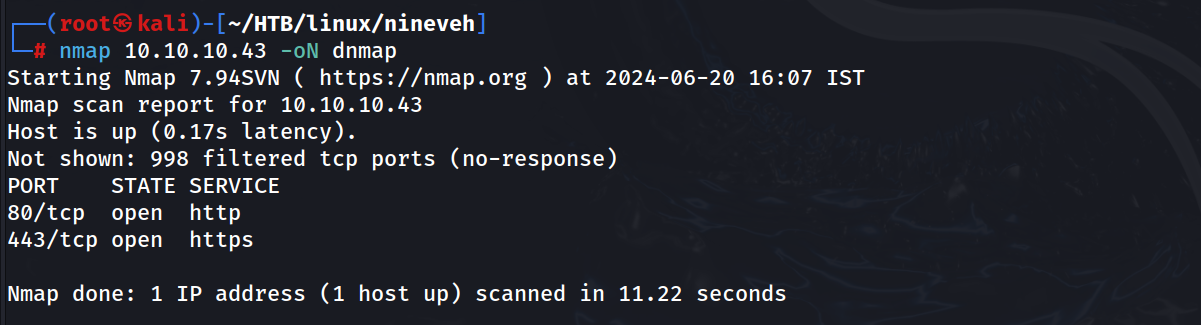 ┌──(root㉿kali)-[~/HTB/linux/nineveh]
└─# nmap 10.10.10.43 -oN dnmap
Starting Nmap 7.94SVN ( https://nmap.org ) at 2024-06-20 16:07 IST
Nmap scan report for 10.10.10.43
Host is up (0.17s latency).
Not shown: 998 filtered tcp ports (no-response)
PORT    STATE SERVICE
80/tcp  open  http
443/tcp open  https
Nmap done: 1 IP address (1 host up) scanned in 11.22 seconds